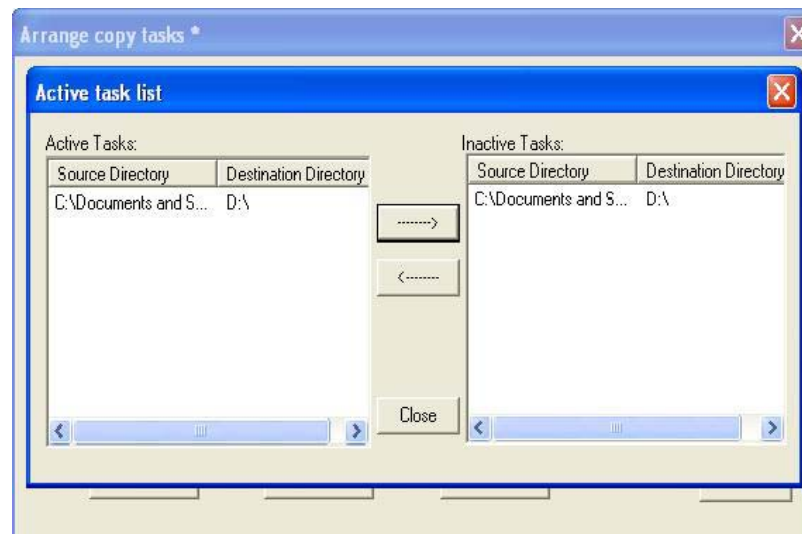 Arrange copy tasks *
Active task list
Active Tasks:
Inactive Tasks:
Source Directory Destination Directory
Source Directory Destination Directory
C:\Documents and S... D:\
C:\Documents and S... D:\
-------->
<--------
Close